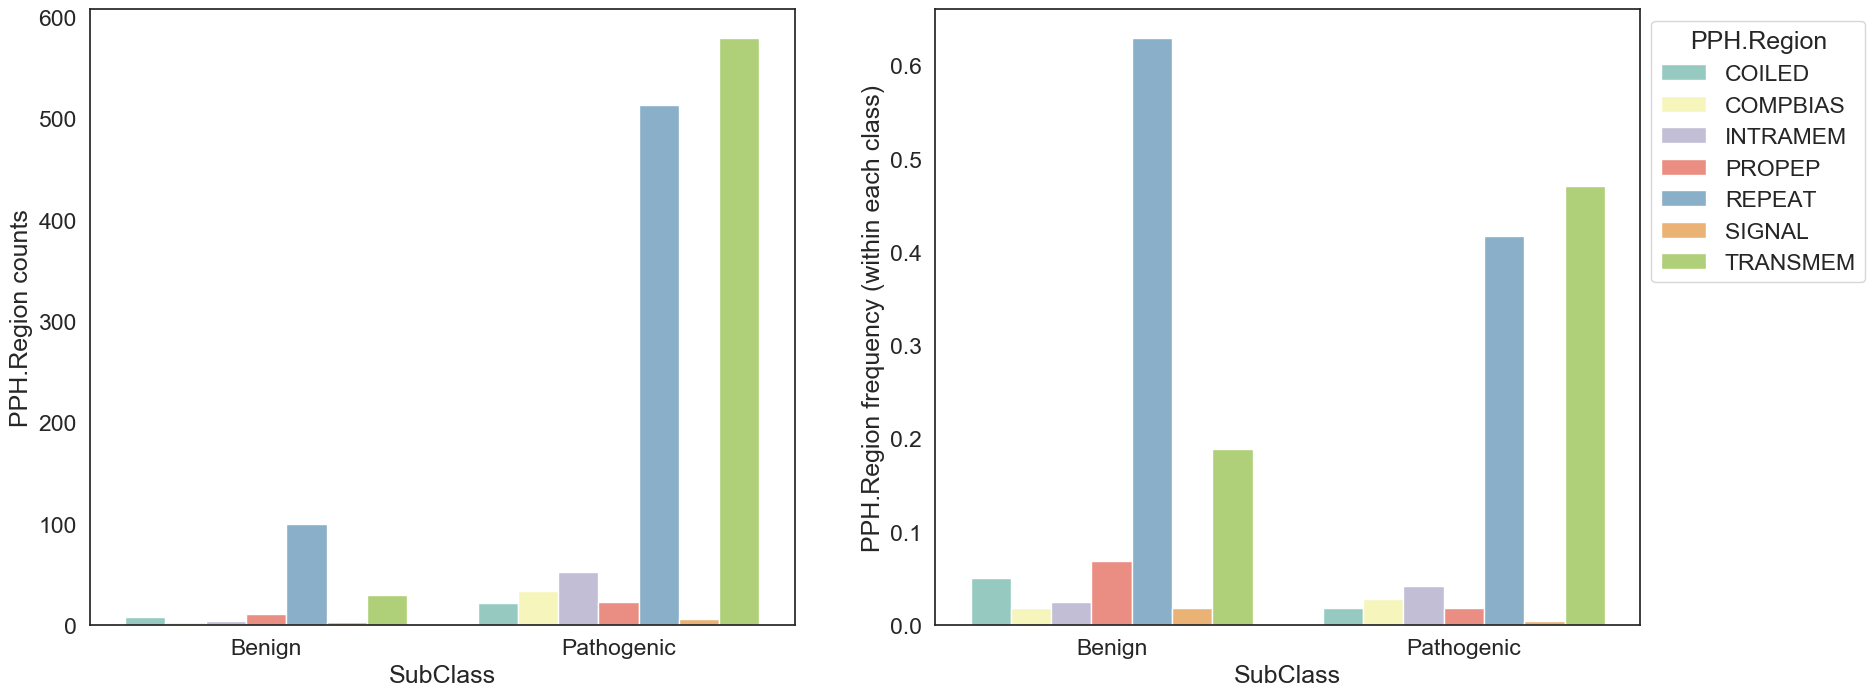 PPH.Region counts
600
500
400
300
200
100
0
Benign
Pathogenic
SubClass
PPH.Region frequency (within each class)
0.6
0.5
0.4
0.3
0.2
0.1
0.0
Benign
Pathogenic
SubClass
PPH.Region
COILED
COMPBIAS
INTRAMEM
PROPEP
REPEAT
SIGNAL
TRANSMEM